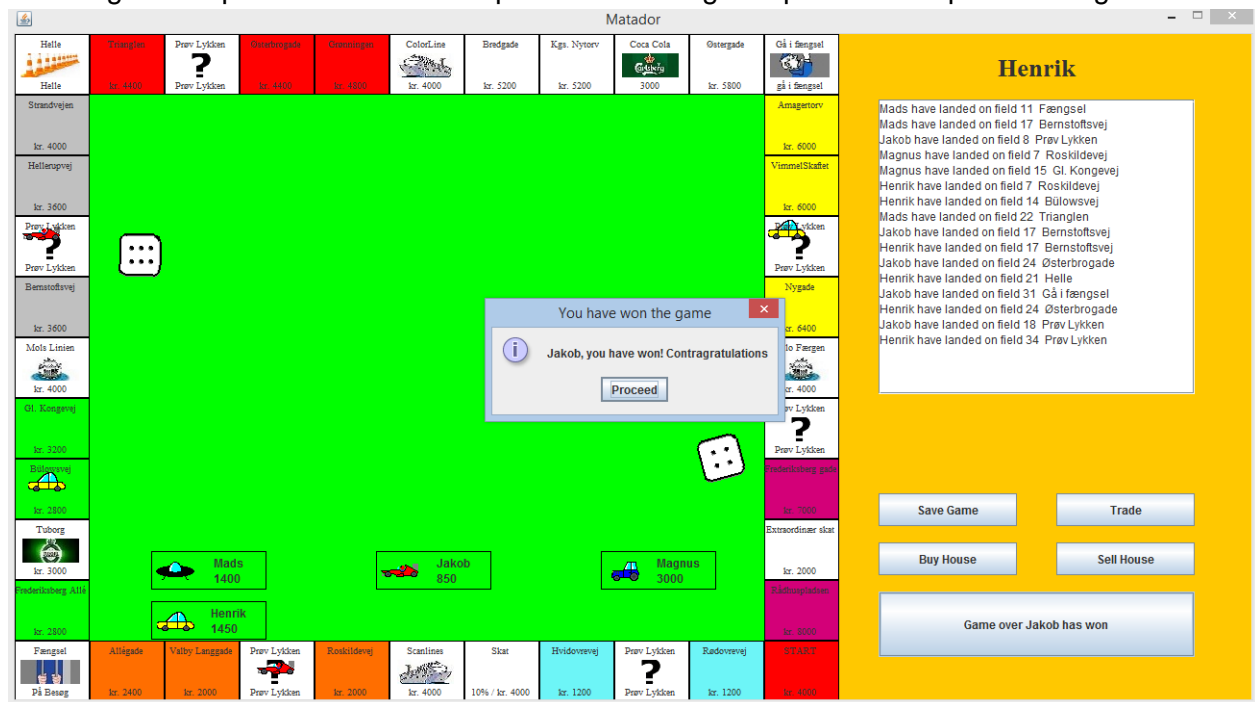 Matador
Helle
Helle
Trianglen
kr. 4400
Prøv Lykken
?
Prøv Lykken
Østerbrogade
kr. 4400
Grønningen
kr. 4800
ColorLine
kr. 4000
Bredgade
kr. 5200
Kgs. Nytorv
kr. 5200
Coca Cola
Carlsberg
3000
Østergade
kr. 5800
Gå i fængsel
gå i fængsel
Strandvejen
kr. 4000
Hellerupvej
kr. 3600
Prøv Lykken
?
Prøv Lykken
Bernstoftsvej
kr. 3600
Mols Linien
kr. 4000
Gl. Kongevej
kr. 3200
Bülowsvej
kr. 2800
Tuborg
kr. 3000
Frederiksberg Allé
kr. 2800
Fængsel
På Besøg
Allégade
kr. 2400
Valby Langgade
kr. 2000
Prøv Lykken
Prøv Lykken
Roskildevej
kr. 2000
Scanlines
kr. 4000
Skat
10% / kr. 4000
Hvidovrevej
kr. 1200
Prøv Lykken
?
Prøv Lykken
Rødovrevej
kr. 1200
START
kr. 4000
Amagertorv
kr. 6000
VimmelSkaftet
kr. 6000
Prøv Lykken
?
Prøv Lykken
Nygade
kr. 6400
Færgen
kr. 4000
Lykken
?
Prøv Lykken
Frederiksberg gade
kr. 7000
Extraordinær skat
kr. 2000
Rådhuspladsen
kr. 8000
Mads
1400
Jakob
850
Magnus
3000
Henrik
1450
You have won the game
Jakob, you have won! Contragratulations
Proceed
Henrik
Mads have landed on field 11 Fængsel
Mads have landed on field 17 Bernstoftsvej
Jakob have landed on field 8 Prøv Lykken
Magnus have landed on field 7 Roskildevej
Magnus have landed on field 15 Gl. Kongevej
Henrik have landed on field 7 Roskildevej
Henrik have landed on field 14 Bülowsvej
Mads have landed on field 22 Trianglen
Jakob have landed on field 17 Bernstoftsvej
Henrik have landed on field 17 Bernstoftsvej
Jakob have landed on field 24 Østerbrogade
Henrik have landed on field 21 Helle
Jakob have landed on field 31 Gå i fængsel
Henrik have landed on field 24 Østerbrogade
Jakob have landed on field 18 Prøv Lykken
Henrik have landed on field 34 Prøv Lykken
Save Game
Trade
Buy House
Sell House
Game over Jakob has won